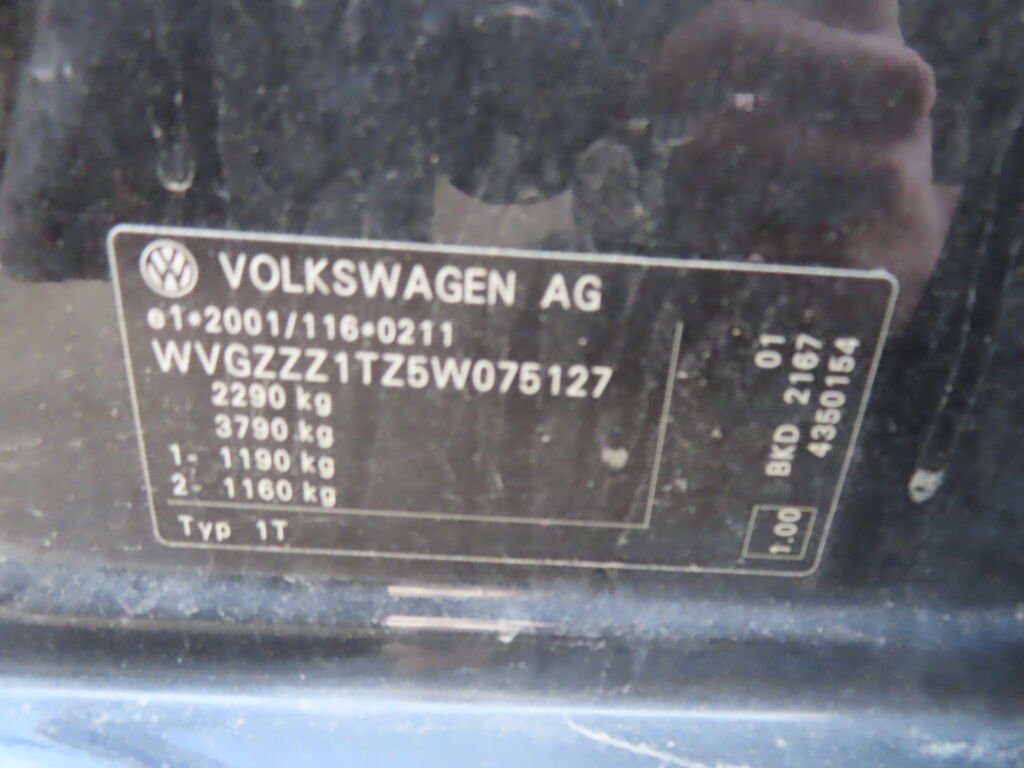 VOLKSWAGEN AG
e1*2001/116*0211
WVGZZZ1TZ5W075127
2290 kg
3790 kg
1- 1190 kg
2- 1160 kg
Typ 1T
01
BKD 2167
4350154
1.00